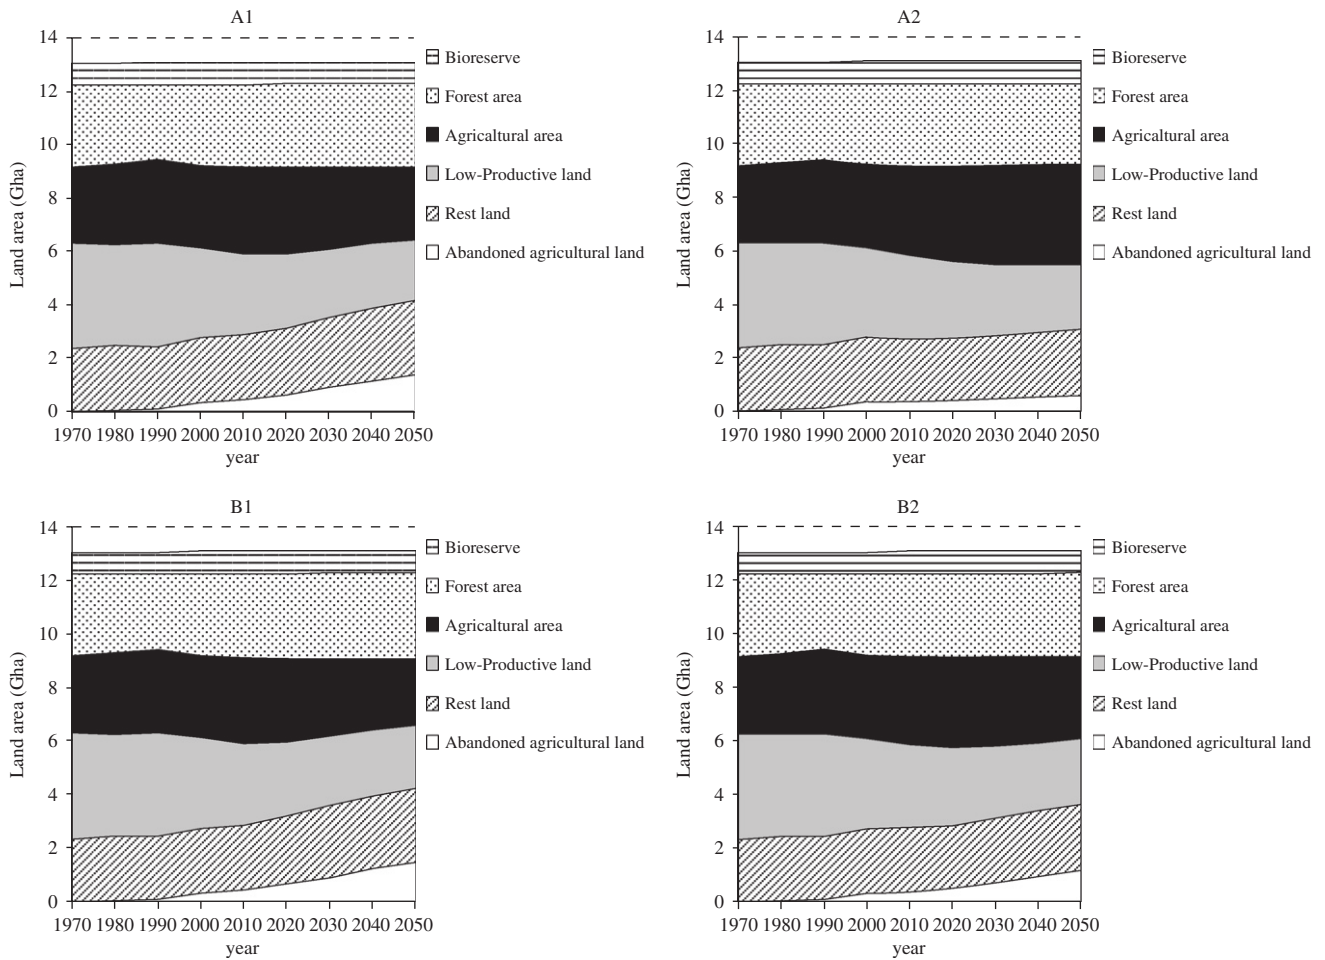 A1
14
12
10
8
6
4
2
0
Land area (Gha)
1970 1980 1990 2000 2010 2020 2030 2040 2050
year
Bioreserve
Forest area
Agricaltural area
Low-Productive land
Rest land
Abandoned agricultural land
A2
14
12
10
8
6
4
2
0
Land area (Gha)
1970 1980 1990 2000 2010 2020 2030 2040 2050
year
Bioreserve
Forest area
Agricaltural area
Low-Productive land
Rest land
Abandoned agricultural land
B1
14
12
10
8
6
4
2
0
Land area (Gha)
1970 1980 1990 2000 2010 2020 2030 2040 2050
year
Bioreserve
Forest area
Agricaltural area
Low-Productive land
Rest land
Abandoned agricultural land
B2
14
12
10
8
6
4
2
0
Land area (Gha)
1970 1980 1990 2000 2010 2020 2030 2040 2050
year
Bioreserve
Forest area
Agricaltural area
Low-Productive land
Rest land
Abandoned agricultural land